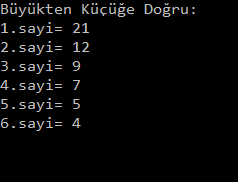 Büyükten Küçüğe Doğru:
1.sayi= 21
2.sayi= 12
3.sayi= 9
4.sayi= 7
5.sayi= 5
6.sayi= 4